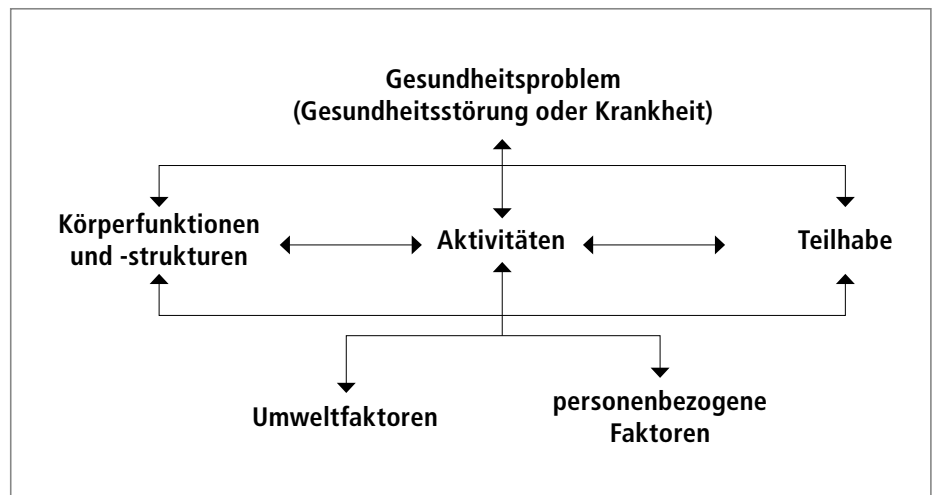 Gesundheitsproblem
(Gesundheitsstörung oder Krankheit)
Körperfunktionen
und -strukturen
Aktivitäten
Teilhabe
Umweltfaktoren
personenbezogene
Faktoren